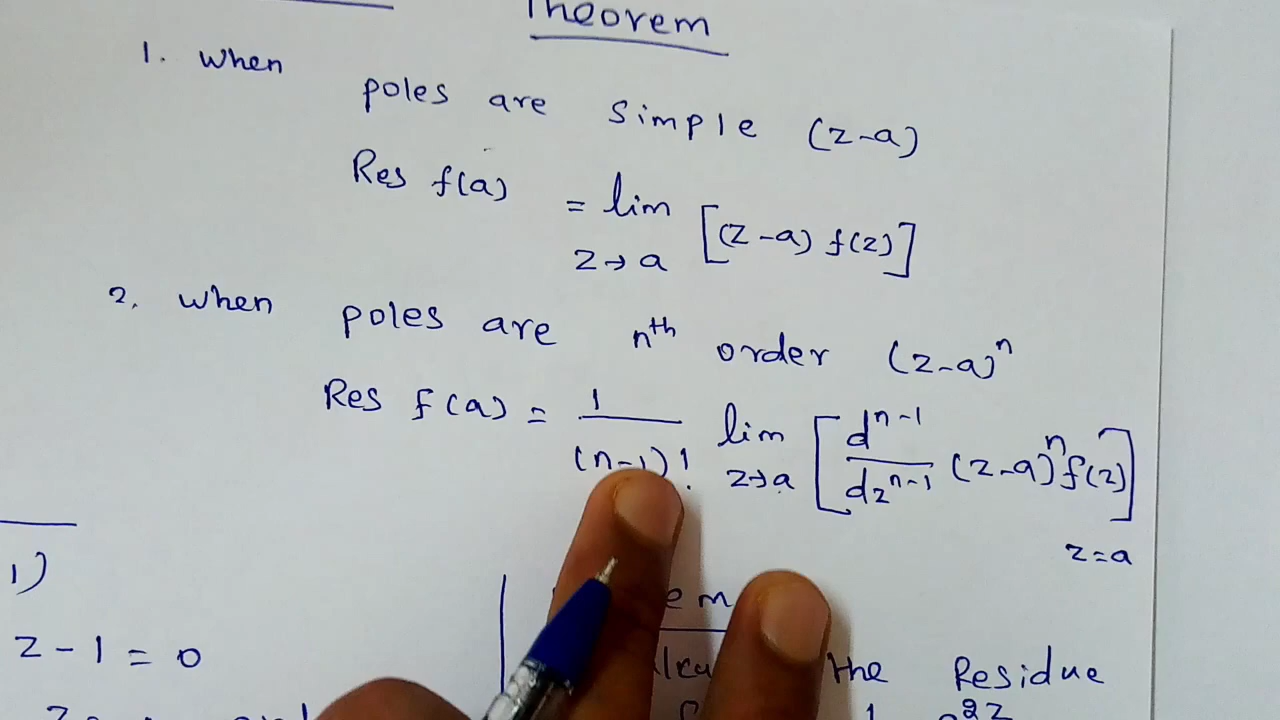 Theorem
1. When poles are simple (z-a)
Res f(a) = lim z→a [(z-a) f(z)]
2. when poles are nth order (z-a)^n
Res f(a) = 1/(n-1)! lim z→a [d^n-1/dz^n-1 (z-a)^n f(z)] z=a
1)
z - 1 = 0
the Residue